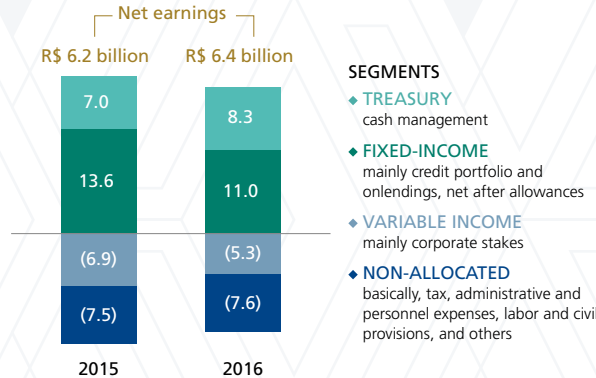 Net earnings
R$ 6.2 billion R$ 6.4 billion
7.0
8.3
13.6
11.0
(6.9)
(5.3)
(7.5)
(7.6)
2015 2016
SEGMENTS
TREASURY
cash management
FIXED-INCOME
mainly credit portfolio and
onlendings, net after allowances
VARIABLE INCOME
mainly corporate stakes
NON-ALLOCATED
basically, tax, administrative and
personnel expenses, labor and civil
provisions, and others